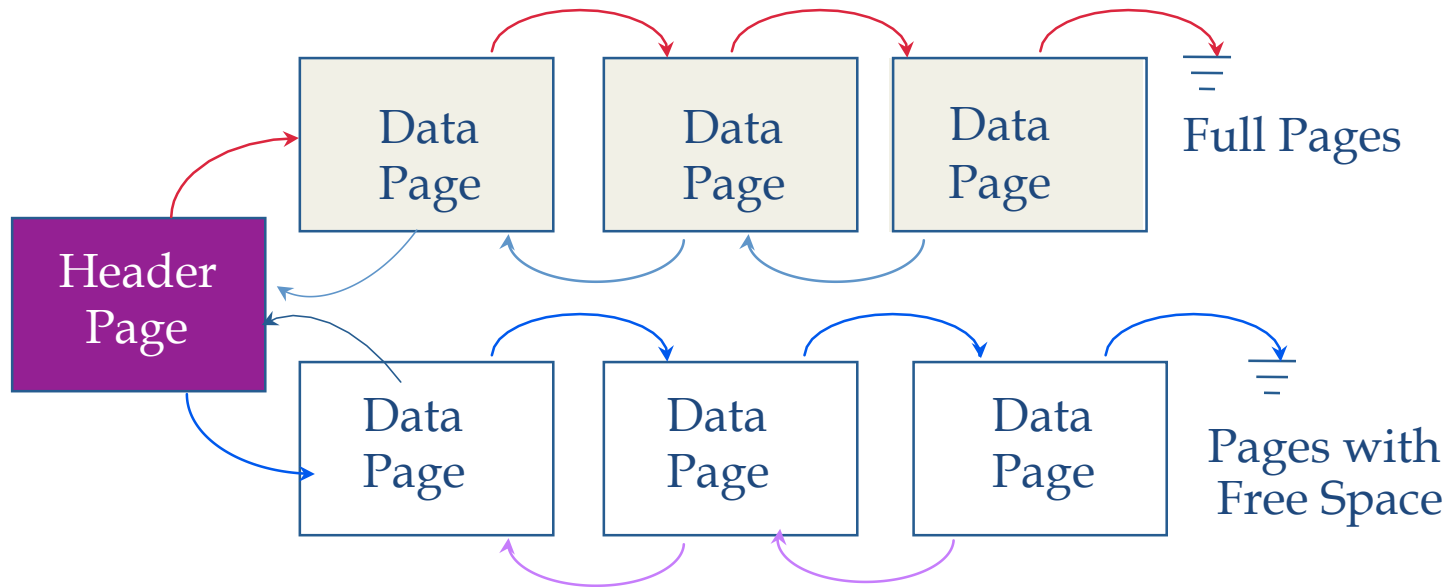 Data
Page
Data
Page
Data
Page
Full Pages
Header
Page
Data
Page
Data
Page
Data
Page
Pages with
Free Space